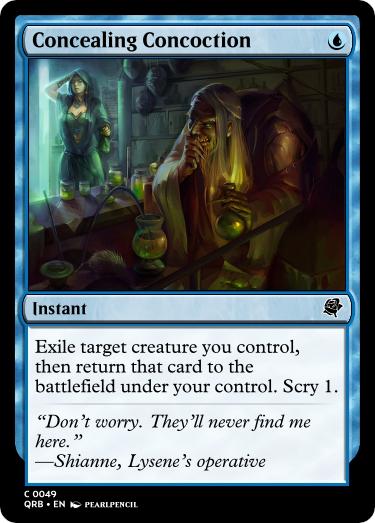 Concealing Concoction
Instant
Exile target creature you control,
then return that card to the
battlefield under your control. Scry 1.
“Don’t worry. They’ll never find me
here.”
—Shianne, Lysene’s operative
C 0049
QRB • EN PEARLPENCIL